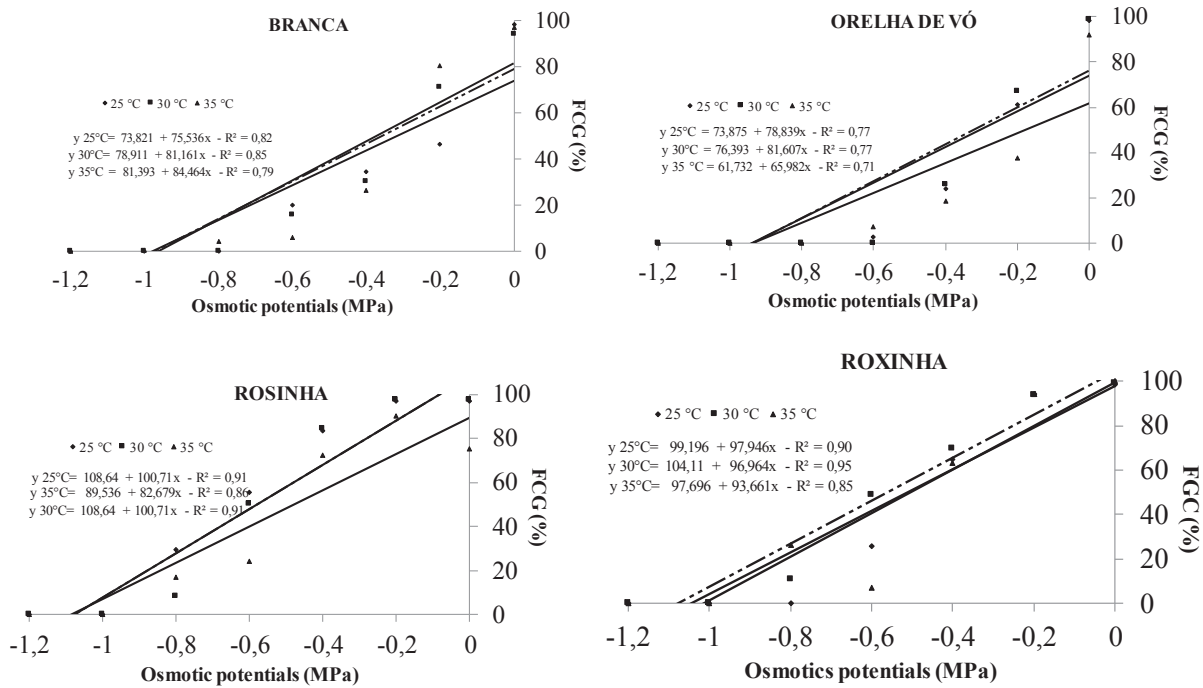 BRANCA
25 °C 30 °C 35 °C
y 25°C= 73,821 + 75,536x - R² = 0,82
y 30°C= 78,911 + 81,161x - R² = 0,85
y 35°C= 81,393 + 84,464x - R² = 0,79
100
80
60
40
20
0
FCG (%)
-1,2 -1 -0,8 -0,6 -0,4 -0,2 0
Osmotic potentials (MPa)
ORELHA DE VÓ
25 °C 30 °C 35 °C
y 25°C= 73,875 + 78,839x - R² = 0,77
y 30°C= 76,393 + 81,607x - R² = 0,77
y 35 °C= 61,732 + 65,982x - R² = 0,71
100
80
60
40
20
0
FCG (%)
-1,2 -1 -0,8 -0,6 -0,4 -0,2 0
Osmotic potentials (MPa)
ROSINHA
25 °C 30 °C 35 °C
y 25°C= 108,64 + 100,71x - R² = 0,91
y 35°C= 89,536 + 82,679x - R² = 0,86
y 30°C= 108,64 + 100,71x - R² = 0,91
100
80
60
40
20
0
FCG (%)
-1,2 -1 -0,8 -0,6 -0,4 -0,2 0
Osmotic potentials (MPa)
ROXINHA
25 °C 30 °C 35 °C
y 25°C= 99,196 + 97,946x - R² = 0,90
y 30°C= 104,11 + 96,964x - R² = 0,95
y 35°C= 97,696 + 93,661x - R² = 0,85
100
80
60
40
20
0
FGC (%)
-1,2 -1 -0,8 -0,6 -0,4 -0,2 0
Osmotics potentials (MPa)